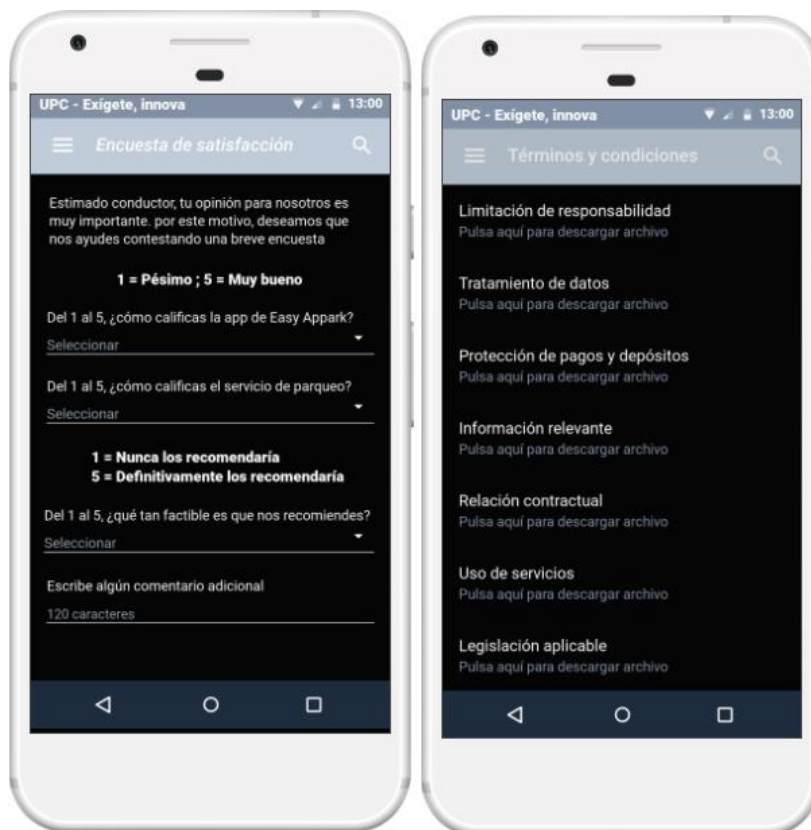 UPC - Exígete, innova 13:00
Encuesta de satisfacción
Estimado conductor, tu opinión para nosotros es
muy importante. por este motivo, deseamos que
nos ayudes contestando una breve encuesta
1 = Pésimo ; 5 = Muy bueno
Del 1 al 5, ¿cómo calificas la app de Easy Appark?
Seleccionar
Del 1 al 5, ¿cómo calificas el servicio de parqueo?
Seleccionar
1 = Nunca los recomendaría
5 = Definitivamente los recomendaría
Del 1 al 5, ¿qué tan factible es que nos recomiendes?
Seleccionar
Escribe algún comentario adicional
120 caracteres
UPC - Exígete, innova 13:00
Términos y condiciones
Limitación de responsabilidad
Pulsa aquí para descargar archivo
Tratamiento de datos
Pulsa aquí para descargar archivo
Protección de pagos y depósitos
Pulsa aquí para descargar archivo
Información relevante
Pulsa aquí para descargar archivo
Relación contractual
Pulsa aquí para descargar archivo
Uso de servicios
Pulsa aquí para descargar archivo
Legislación aplicable
Pulsa aquí para descargar archivo